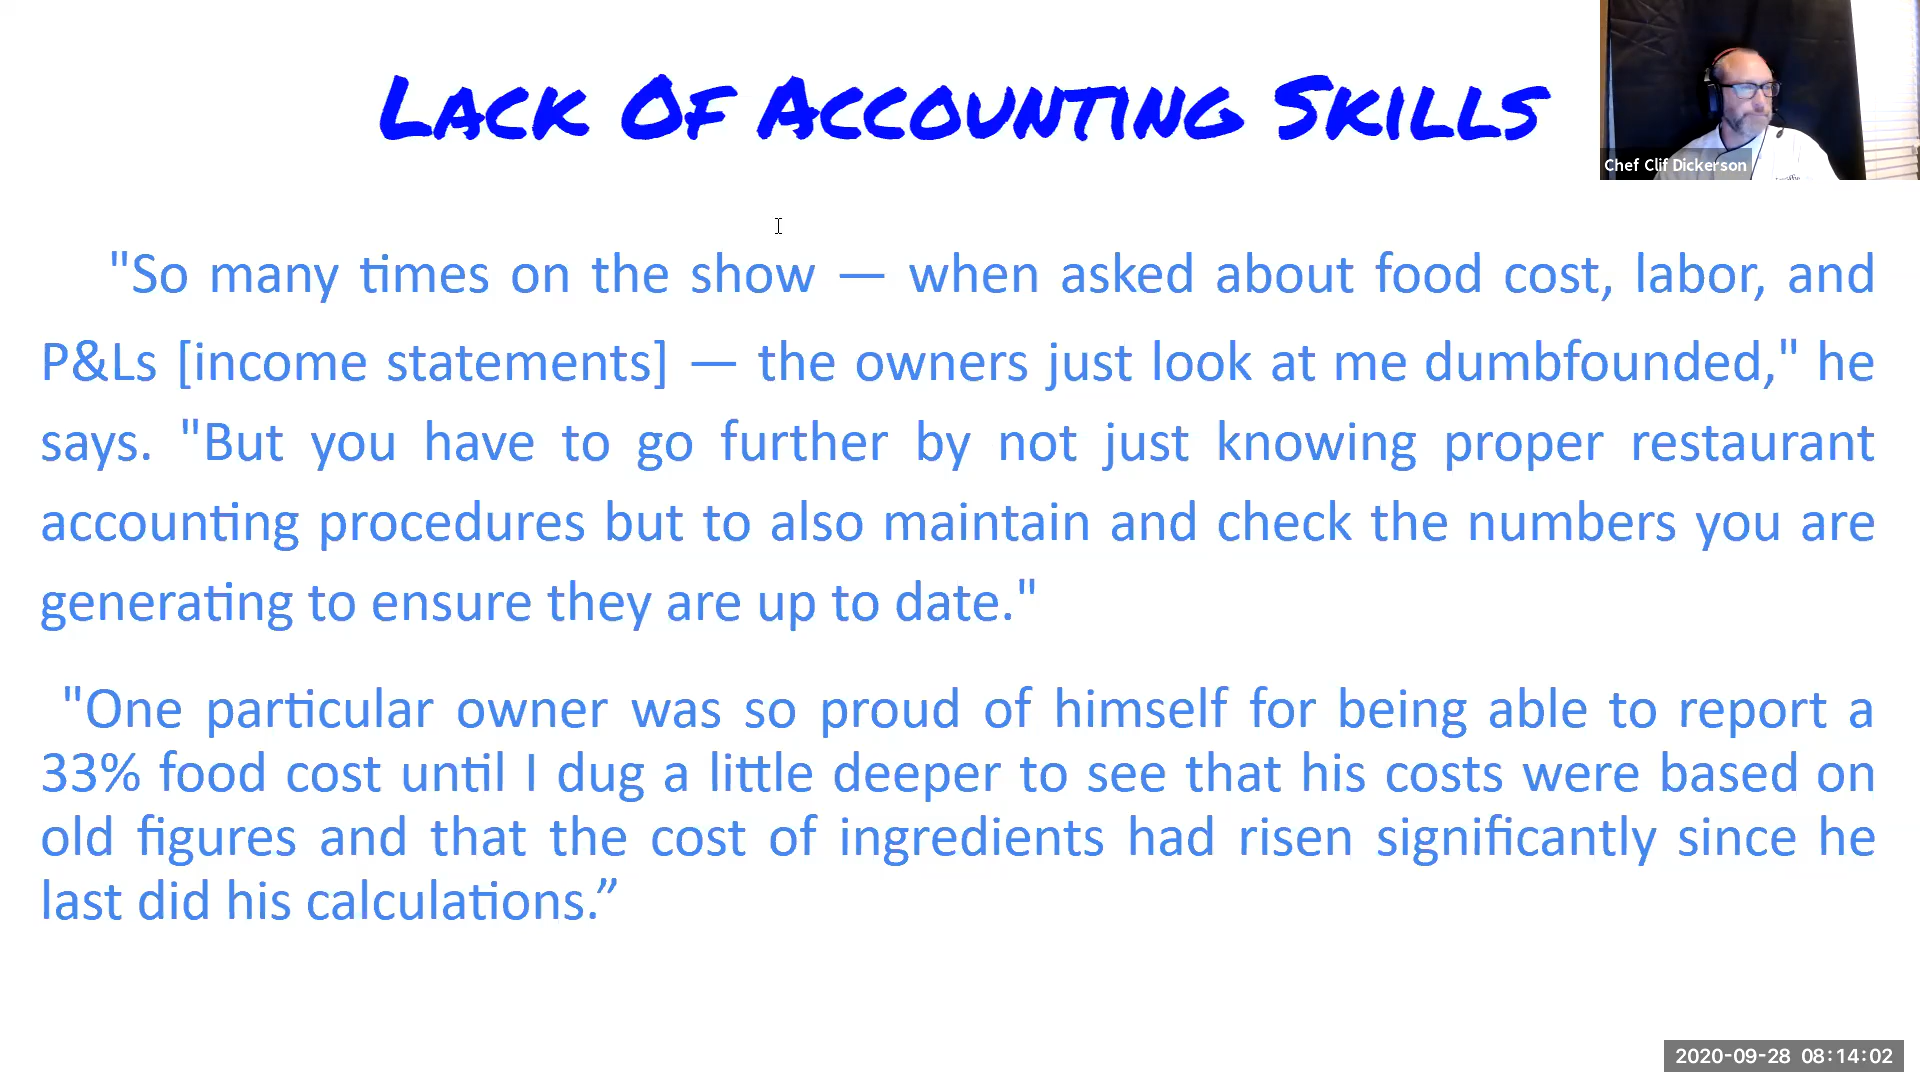 Lack Of Accounting Skills
Chef Clif Dickerson
"So many times on the show — when asked about food cost, labor, and
P&Ls [income statements] — the owners just look at me dumbfounded," he
says. "But you have to go further by not just knowing proper restaurant
accounting procedures but to also maintain and check the numbers you are
generating to ensure they are up to date."
"One particular owner was so proud of himself for being able to report a
33% food cost until I dug a little deeper to see that his costs were based on
old figures and that the cost of ingredients had risen significantly since he
last did his calculations.”
2020-09-28 08:14:02